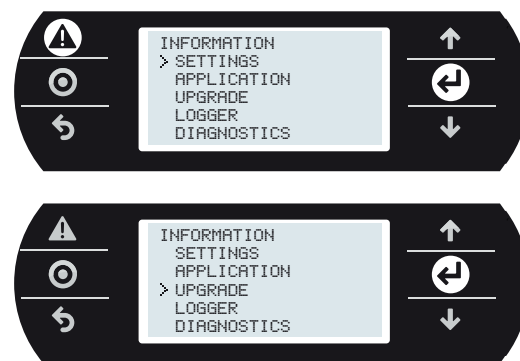 INFORMATION
> SETTINGS
APPLICATION
UPGRADE
LOGGER
DIAGNOSTICS
INFORMATION
SETTINGS
APPLICATION
> UPGRADE
LOGGER
DIAGNOSTICS